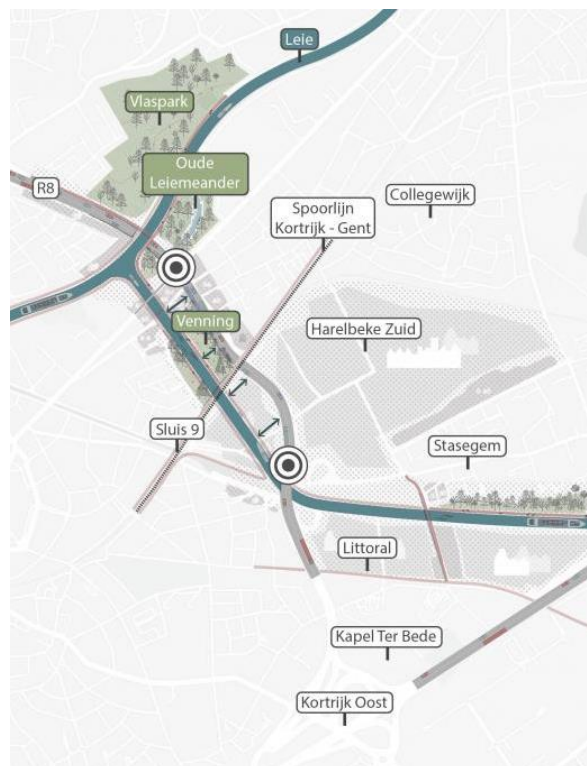 Leie
Vlaspark
Oude
Leiemeander
R8
Collegewijk
Spoorlijn
Kortrijk - Gent
Venning
Harelbeke Zuid
Sluis 9
Stasegem
Littoral
Kapel Ter Bede
Kortrijk Oost